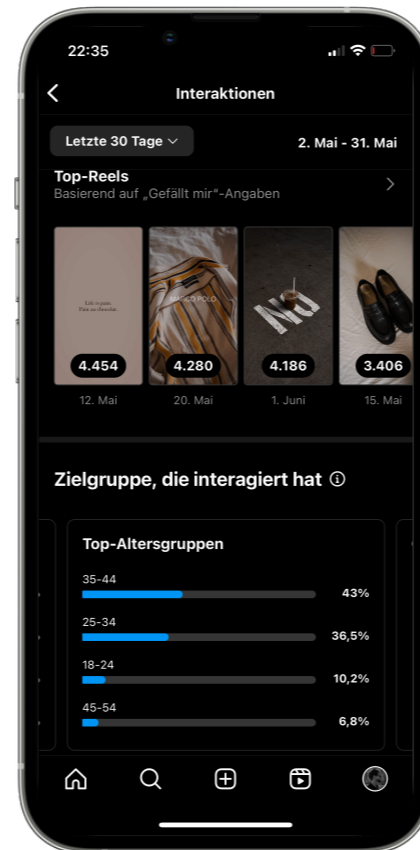 22:35
Interaktionen
Letzte 30 Tage
2. Mai - 31. Mai
Top-Reels
Basierend auf „Gefällt mir"-Angaben
MARCO POLO
4.454
4.280
4.186
3.406
12. Mai
20. Mai
1. Juni
15. Mai
Zielgruppe, die interagiert hat
Top-Altersgruppen
35-44
43%
25-34
36,5%
18-24
10,2%
45-54
6,8%